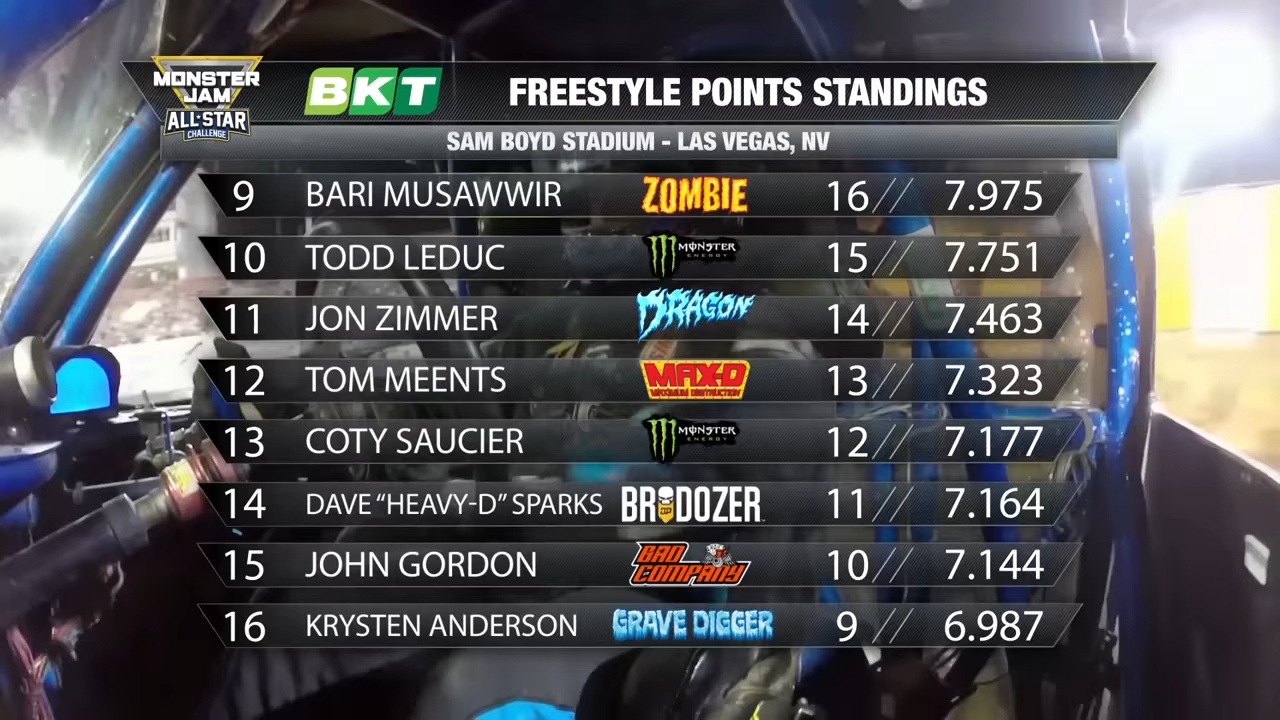 MONSTER JAM ALL-STAR CHALLENGE BKT FREESTYLE POINTS STANDINGS
SAM BOYD STADIUM - LAS VEGAS, NV
9 BARI MUSAWWIR ZOMBIE 16 // 7.975
10 TODD LEDUC MONSTER ENERGY 15 // 7.751
11 JON ZIMMER DRAGON 14 // 7.463
12 TOM MEENTS MAX-D MAXIMUM DESTRUCTION 13 // 7.323
13 COTY SAUCIER MONSTER ENERGY 12 // 7.177
14 DAVE “HEAVY-D” SPARKS BRODOZER 11 // 7.164
15 JOHN GORDON BAD COMPANY 10 // 7.144
16 KRYSTEN ANDERSON GRAVE DIGGER 9 // 6.987